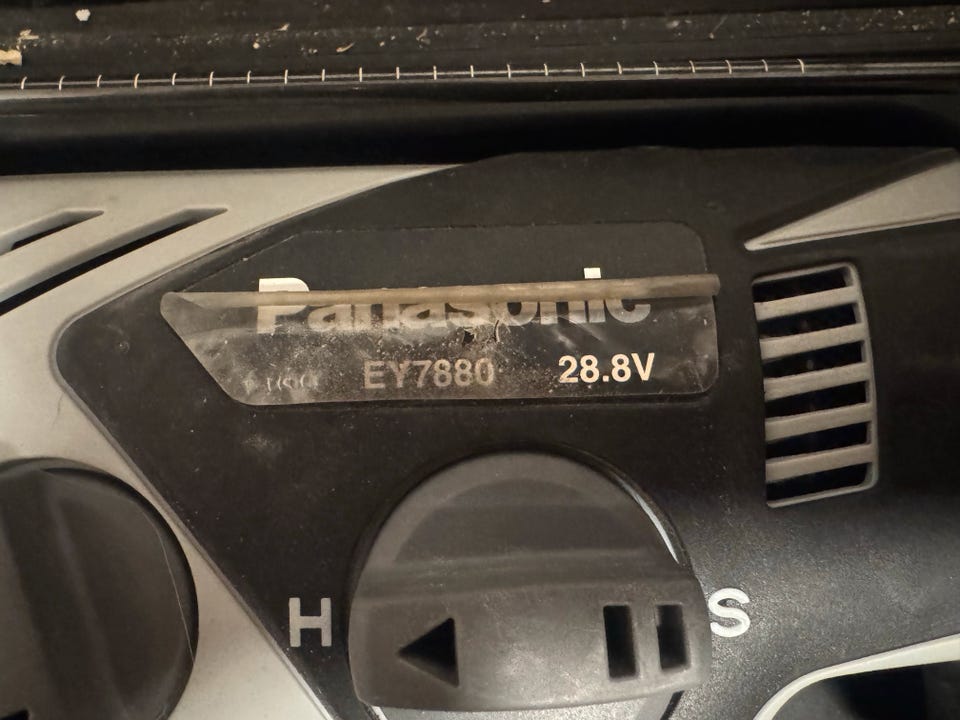 Panasonic
EY7880 28.8V
H S